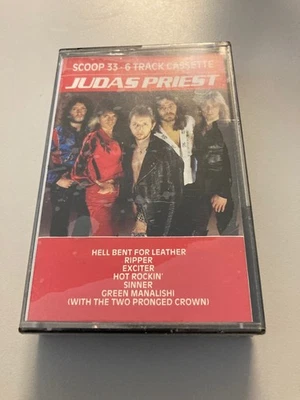 SCOOP 33 - 6 TRACK CASSETTE
JUDAS PRIEST
HELL BENT FOR LEATHER
RIPPER
EXCITER
HOT ROCKIN'
SINNER
GREEN MANALISHI
(WITH THE TWO PRONGED CROWN)